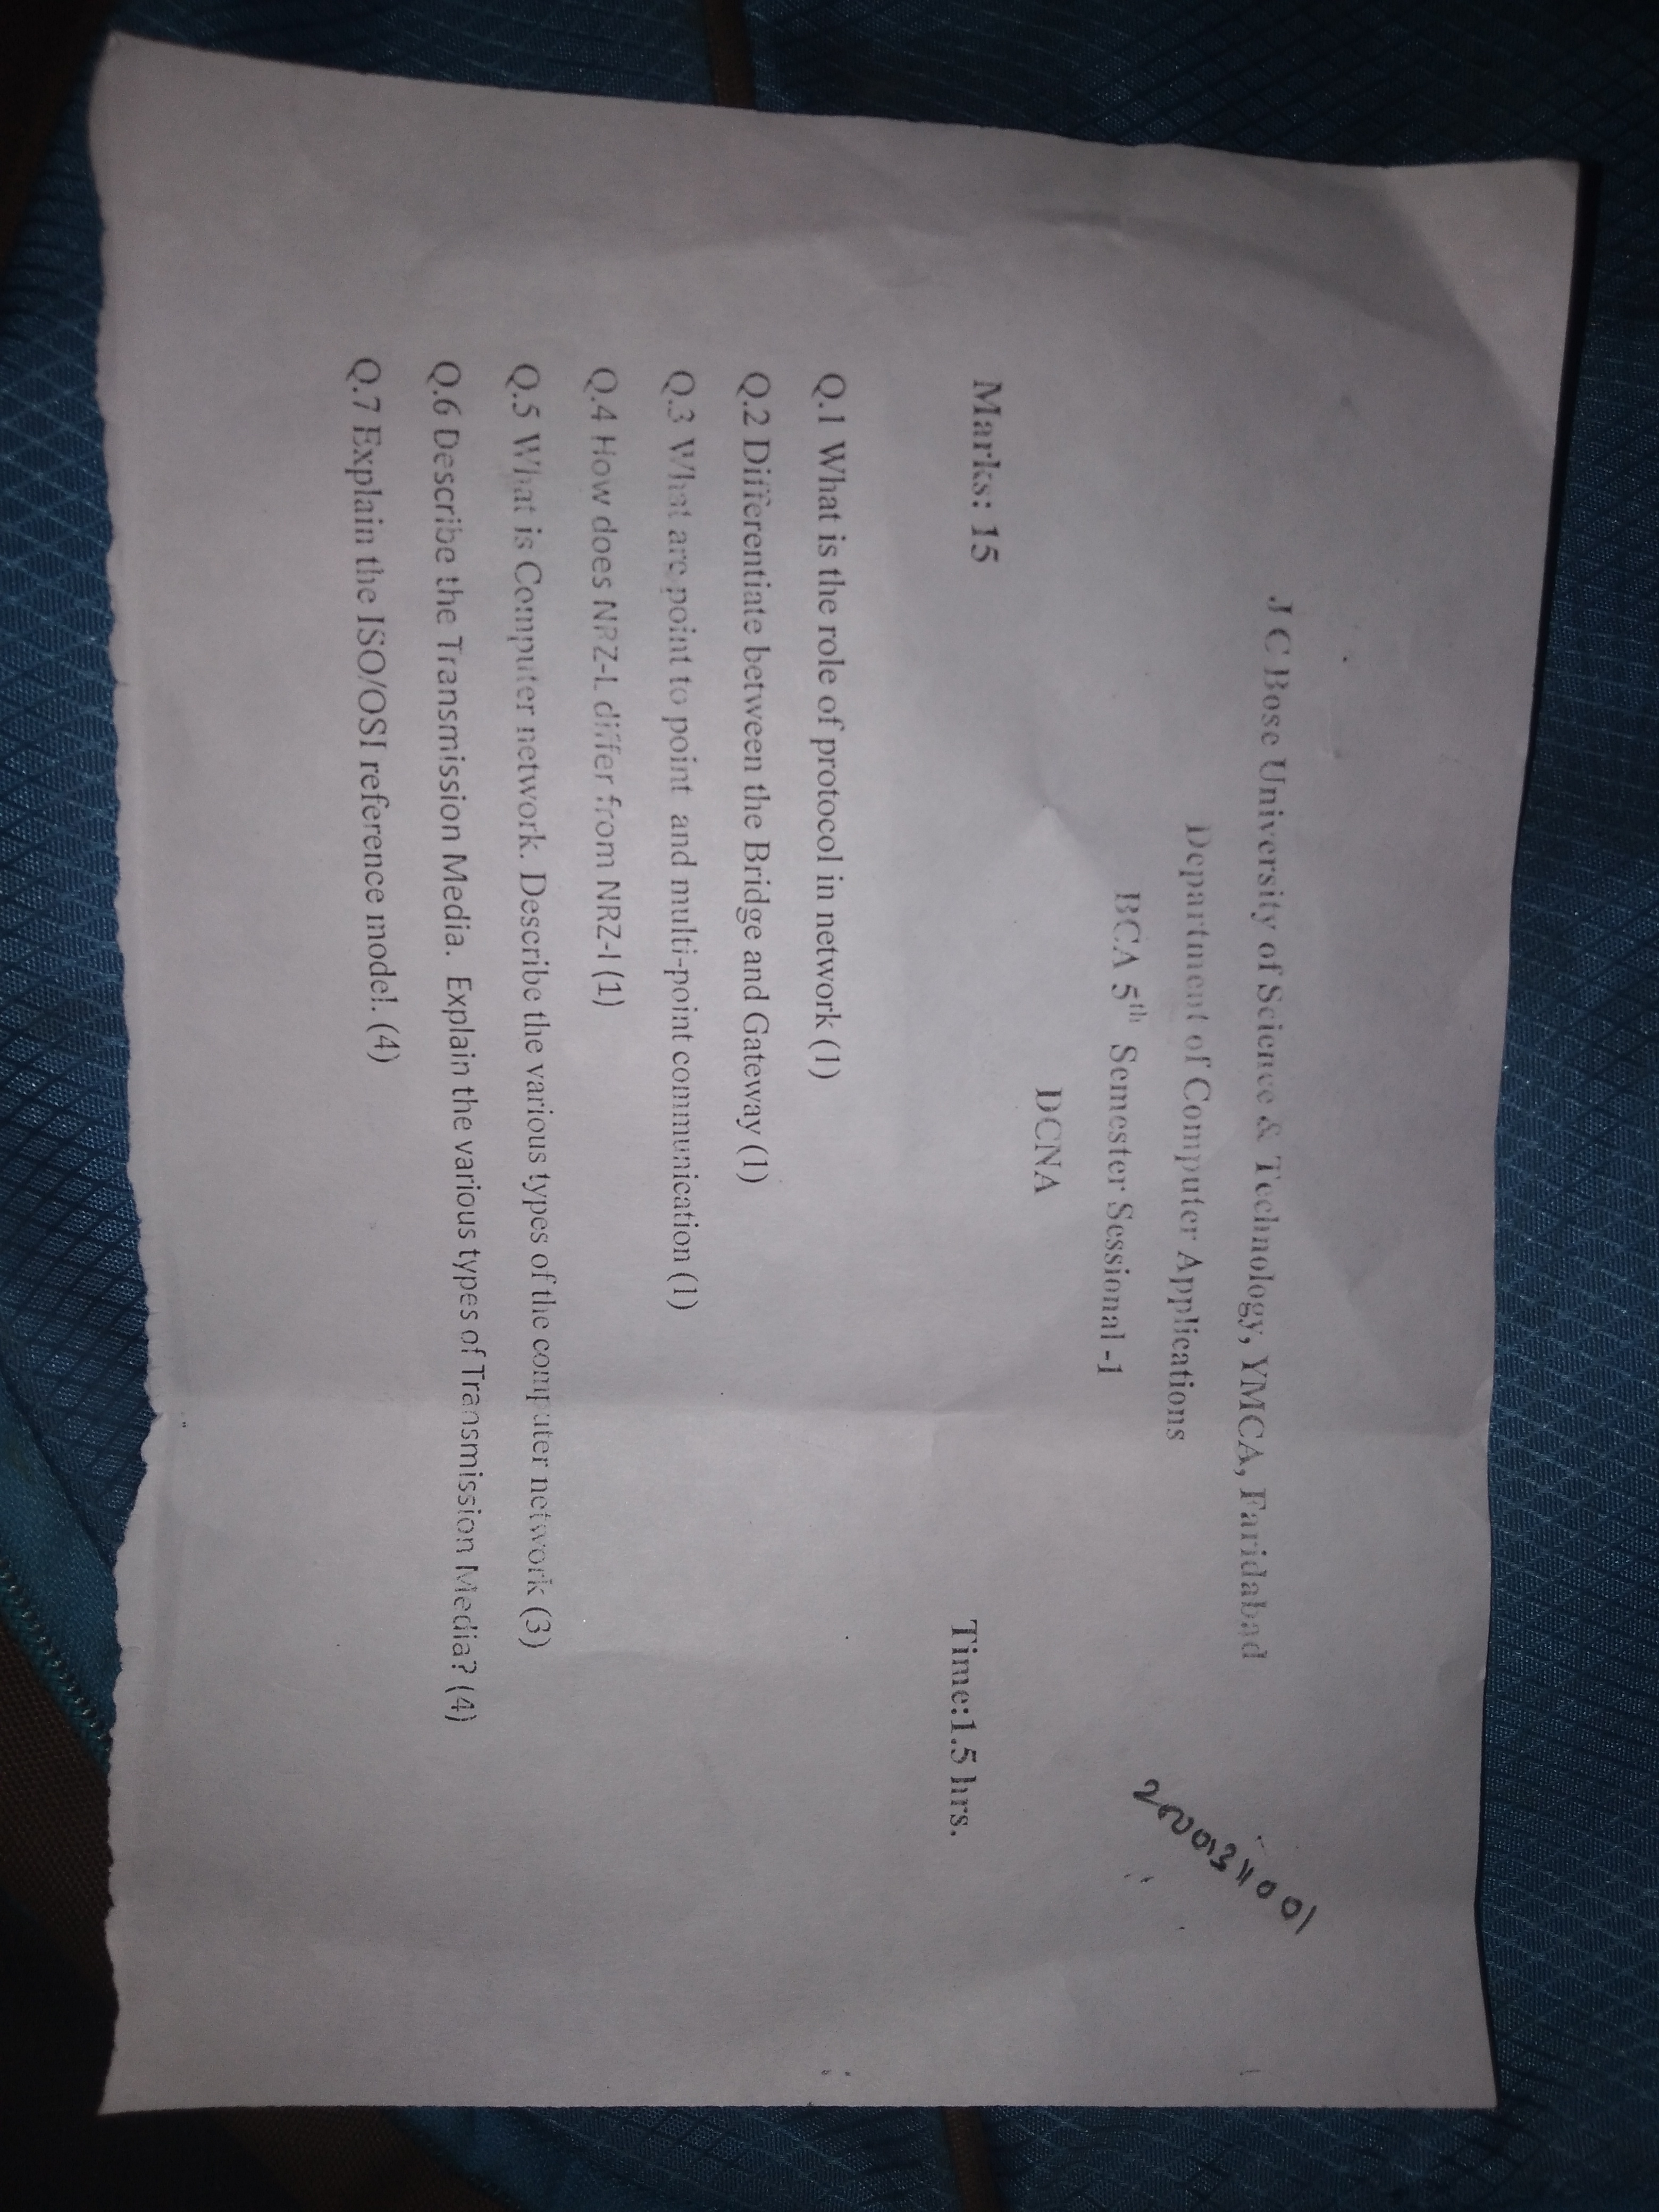 J C Bose University of Science & Technology, YMCA, Faridabad
Department of Computer Applications
BCA 5th Semester Sessional -1
DCNA
Marks: 15
Time:1.5 hrs.
Q.1 What is the role of protocol in network (1)
Q.2 Differentiate between the Bridge and Gateway (1)
Q.3 What are point to point and multi-point communication (1)
Q.4 How does NRZ-L differ from NRZ-I (1)
Q.5 What is Computer network. Describe the various types of the computer network (3)
Q.6 Describe the Transmission Media. Explain the various types of Transmission Media? (4)
Q.7 Explain the ISO/OSI reference model. (4)